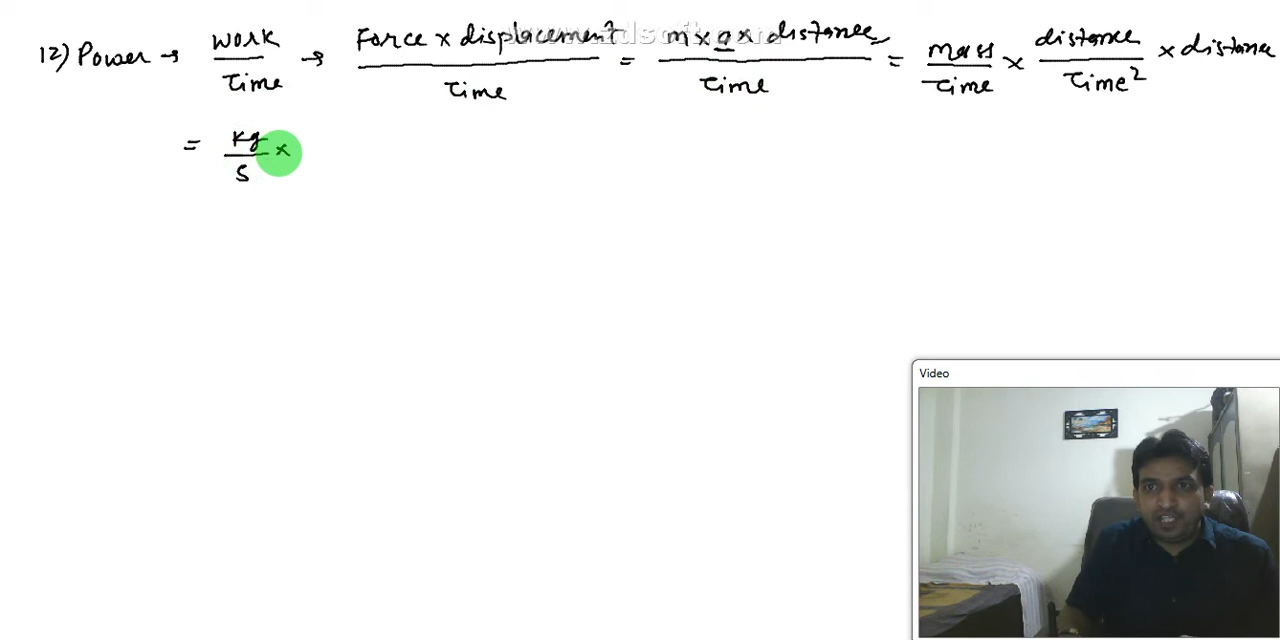 12) Power → work/Time → Force × displacement/Time = m × a × distance/Time = mass/Time × distance/Time² × distance
= kg/s ×
Video